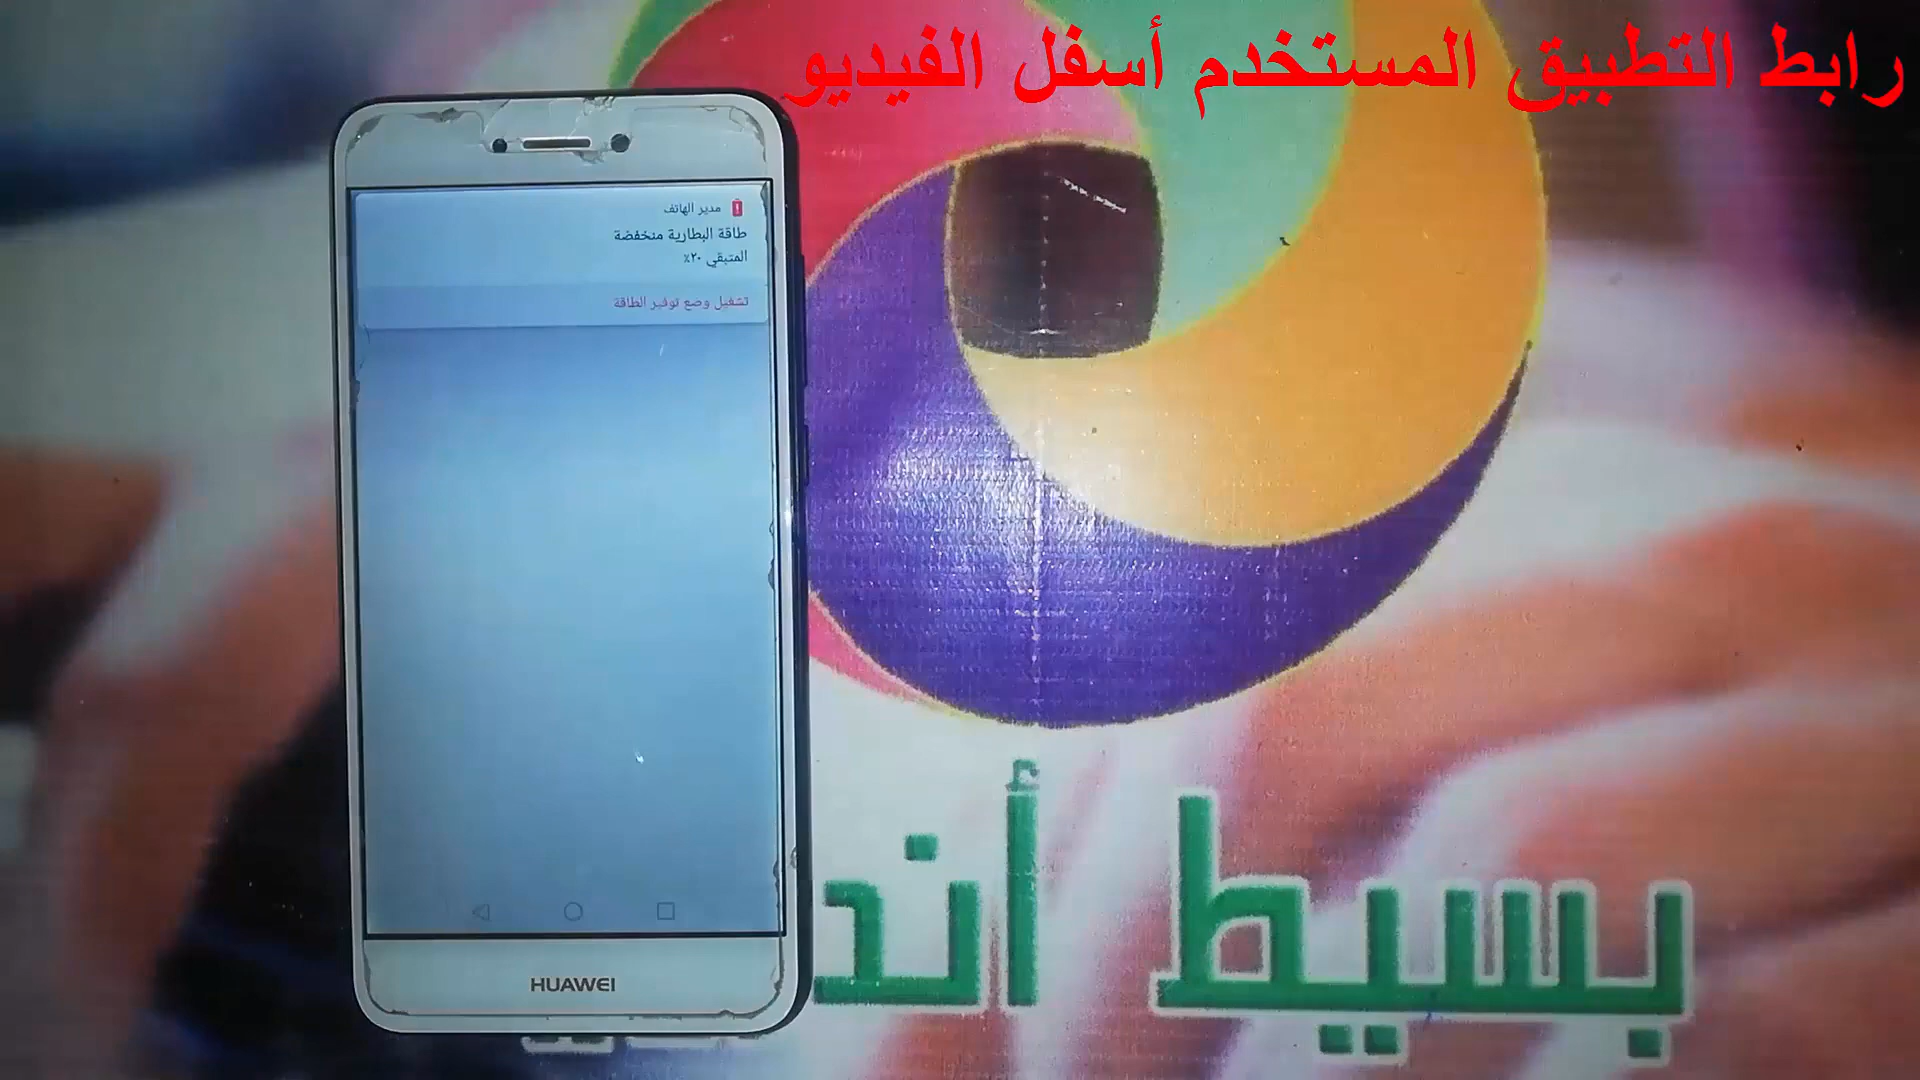 رابط التطبيق المستخدم أسفل الفيديو
مدير الهاتف
طاقة البطارية منخفضة
المتبقي ٢٠٪
تشغيل وضع توفير الطاقة
HUAWEI
بسيط أند